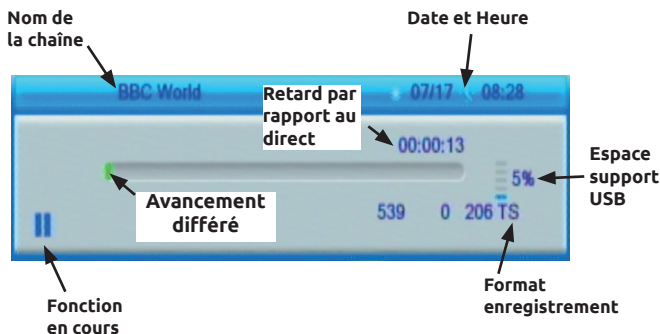 Nom de
la chaîne
Date et Heure
BBC World
07/17
08:28
Retard par
rapport au
direct
00:00:13
Espace
support
USB
5%
Avancement
différé
539 0 206 TS
Fonction
en cours
Format
enregistrement